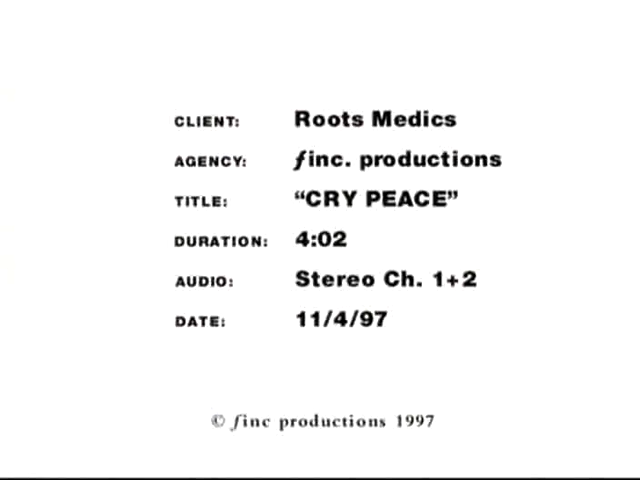 CLIENT: Roots Medics
AGENCY: ƒinc. productions
TITLE: “CRY PEACE”
DURATION: 4:02
AUDIO: Stereo Ch. 1+2
DATE: 11/4/97
© ƒinc productions 1997